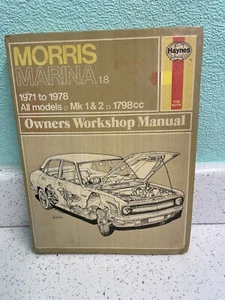 MORRIS
Haynes
MARINA 1.8
1971 to 1978
All models □ Mk 1 & 2 □ 1798 cc
Owners Workshop Manual